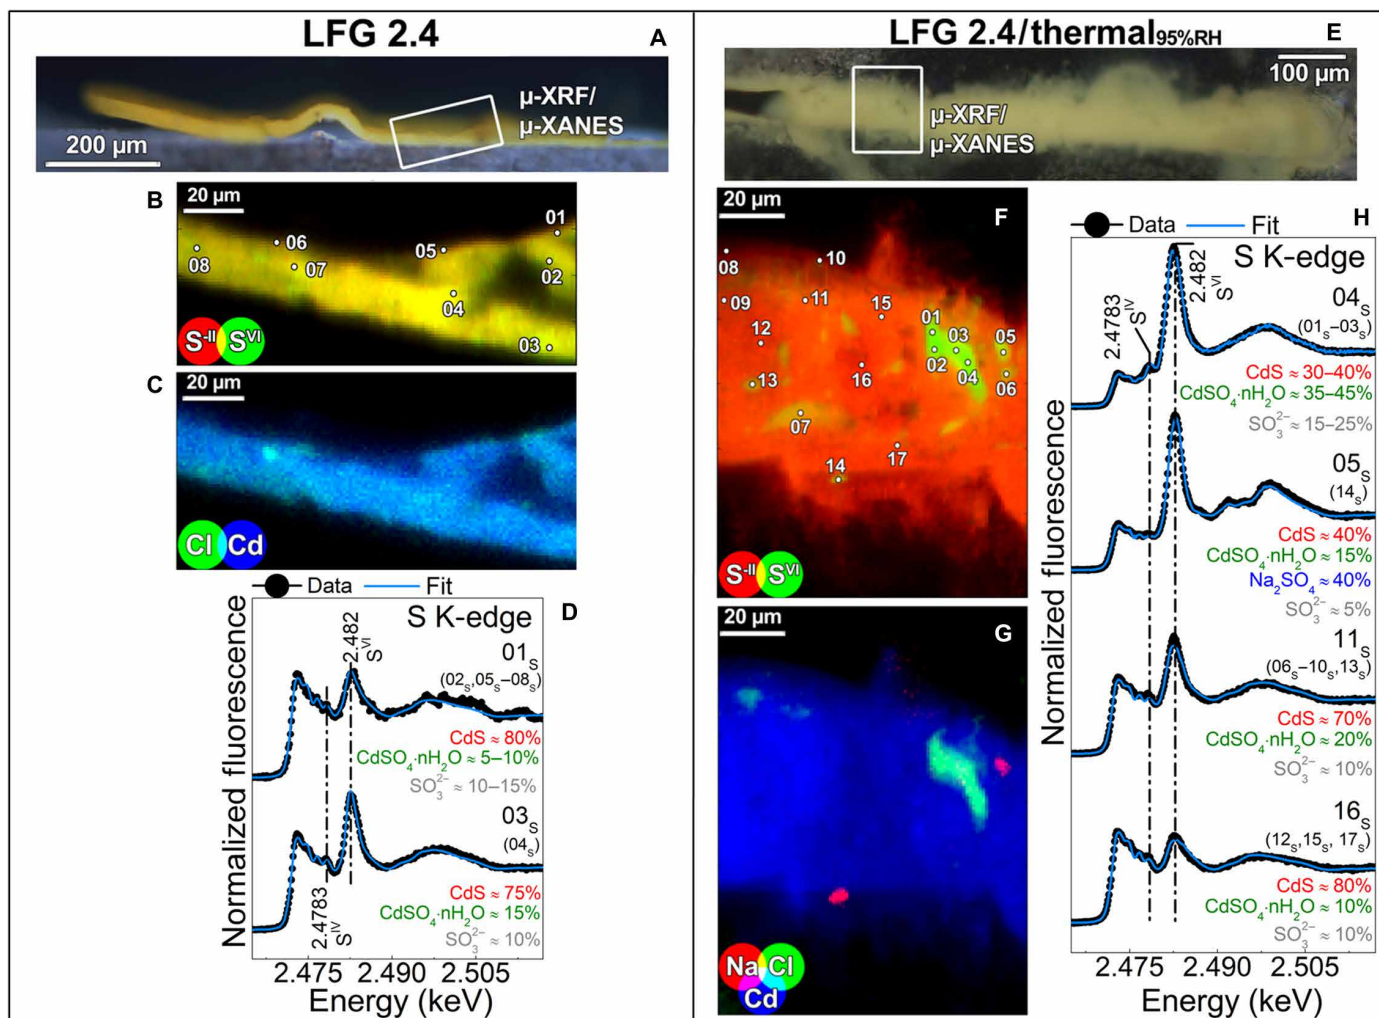 LFG 2.4
A
µ-XRF/
µ-XANES
200 µm
B
20 µm
01
06
05
08
07
02
04
03
S-II SVI
C
20 µm
Cl Cd
Data Fit
D
Normalized fluorescence
S K-edge
2.482
SVI
01S
(02S,05S–08S)
CdS ≈ 80%
CdSO4·nH2O ≈ 5–10%
SO32− ≈ 10–15%
03S
(04S)
2.4783
SIV
CdS ≈ 75%
CdSO4·nH2O ≈ 15%
SO32− ≈ 10%
2.475 2.490 2.505
Energy (keV)
LFG 2.4/thermal95%RH
E
100 µm
µ-XRF/
µ-XANES
20 µm
F
08
10
09
11
15
01
03
05
12
02
16
04
06
13
07
17
14
S-II SVI
20 µm
G
Na Cl
Cd
Data Fit
H
Normalized fluorescence
S K-edge
2.4783
SIV
2.482
SVI
04S
(01S–03S)
CdS ≈ 30–40%
CdSO4·nH2O ≈ 35–45%
SO32− ≈ 15–25%
05S
(14S)
CdS ≈ 40%
CdSO4·nH2O ≈ 15%
Na2SO4 ≈ 40%
SO32− ≈ 5%
11S
(06S–10S,13S)
CdS ≈ 70%
CdSO4·nH2O ≈ 20%
SO32− ≈ 10%
16S
(12S,15S, 17S)
CdS ≈ 80%
CdSO4·nH2O ≈ 10%
SO32− ≈ 10%
2.475 2.490 2.505
Energy (keV)